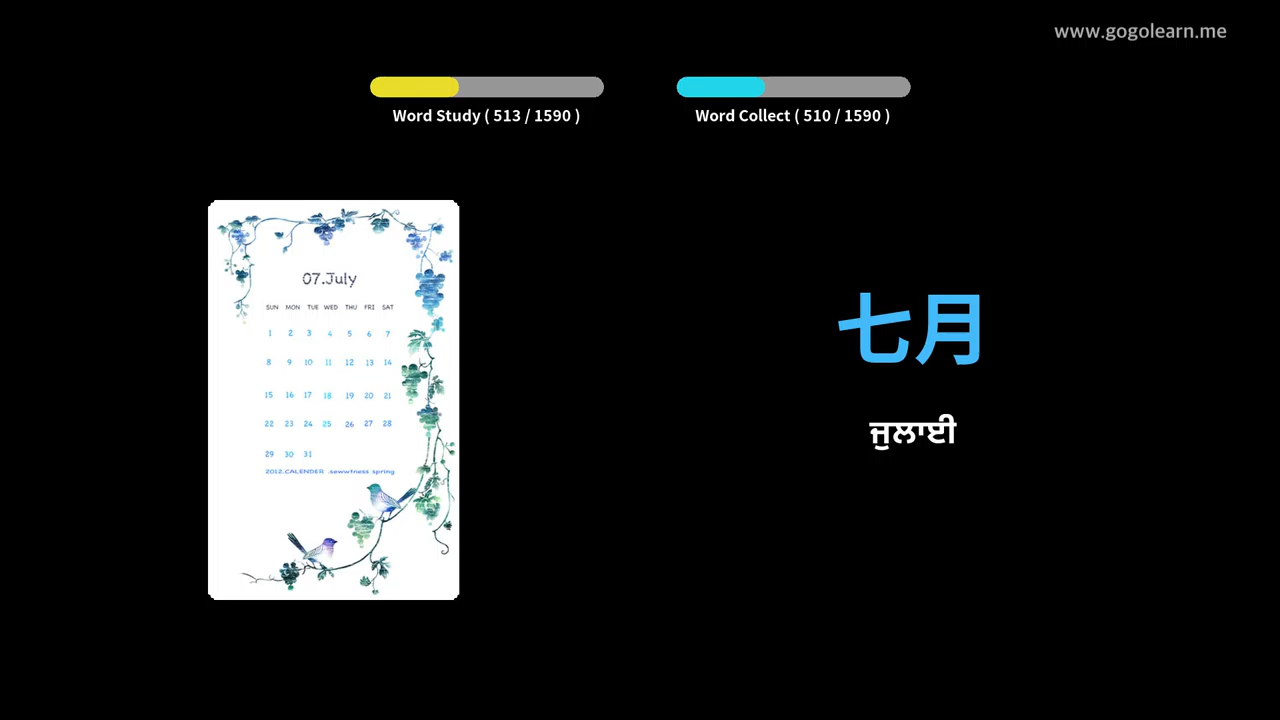 www.gogolearn.me
Word Study ( 513 / 1590 )
Word Collect ( 510 / 1590 )
07.July
SUN MON TUE WED THU FRI SAT
1 2 3 4 5 6 7
8 9 10 11 12 13 14
15 16 17 18 19 20 21
22 23 24 25 26 27 28
29 30 31
2012.CALENDER .sewwtness spring
七月
ਜੁਲਾਈ